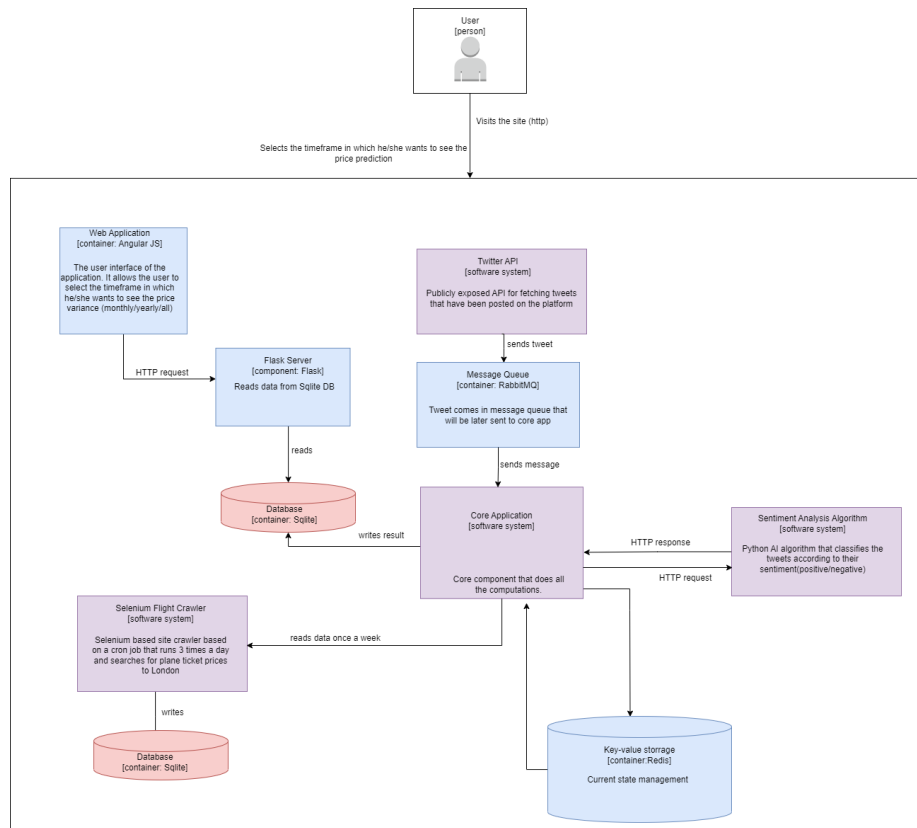 User
[person]
Visits the site (http)
Selects the timeframe in which he/she wants to see the
price prediction
Web Application
[container: Angular JS]
The user interface of the
application. It allows the user to
select the timeframe in which
he/she wants to see the price
variance (monthly/yearly/all)
Twitter API
[software system]
Publicly exposed API for fetching tweets
that have been posted on the platform
sends tweet
HTTP request
Flask Server
[component: Flask]
Reads data from Sqlite DB
Message Queue
[container: RabbitMQ]
Tweet comes in message queue that
will be later sent to core app
reads
sends message
Database
[container: Sqlite]
writes result
Core Application
[software system]
Core component that does all
the computations.
HTTP response
HTTP request
Sentiment Analysis Algorithm
[software system]
Python AI algorithm that classifies the
tweets according to their
sentiment(positive/negative)
Selenium Flight Crawler
[software system]
Selenium based site crawler based
on a cron job that runs 3 times a day
and searches for plane ticket prices
to London
reads data once a week
writes
Database
[container: Sqlite]
Key-value storrage
[container:Redis]
Current state management